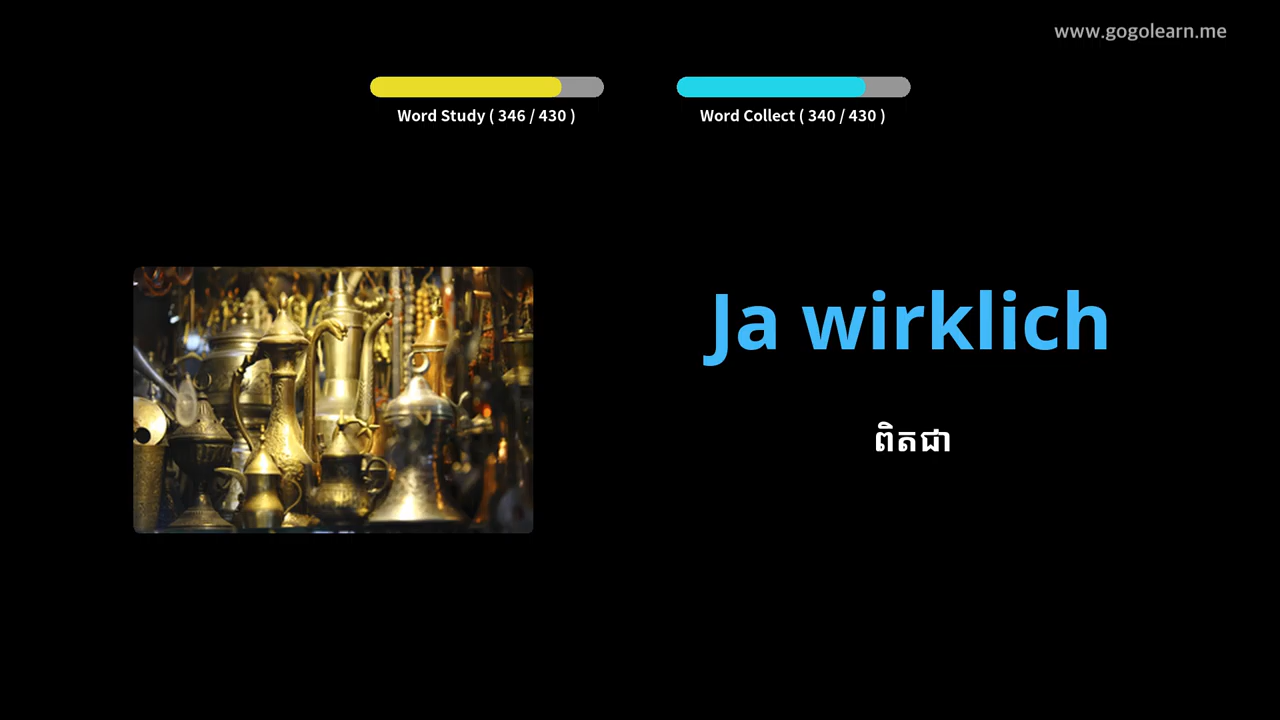 www.gogolearn.me
Word Study ( 346 / 430 )
Word Collect ( 340 / 430 )
Ja wirklich
ពិតជា